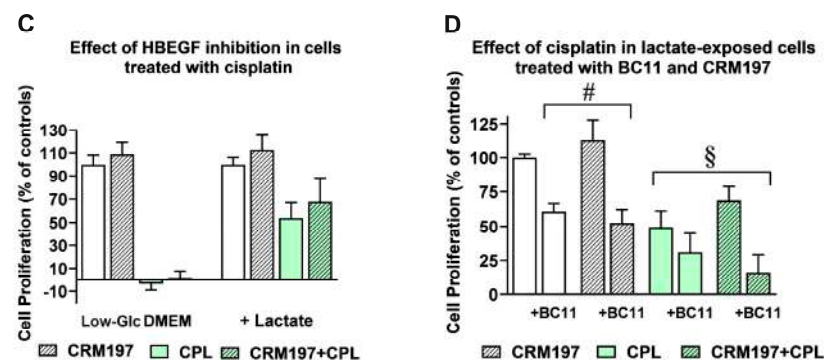 C
Effect of HBEGF inhibition in cells
treated with cisplatin
Cell Proliferation (% of controls)
130
110
90
70
50
30
10
-10
Low-Glc DMEM
+ Lactate
CRM197
CPL
CRM197+CPL
D
Effect of cisplatin in lactate-exposed cells
treated with BC11 and CRM197
Cell Proliferation (% of controls)
125
100
75
50
25
0
#
§
+BC11
+BC11
+BC11
+BC11
CRM197
CPL
CRM197+CPL